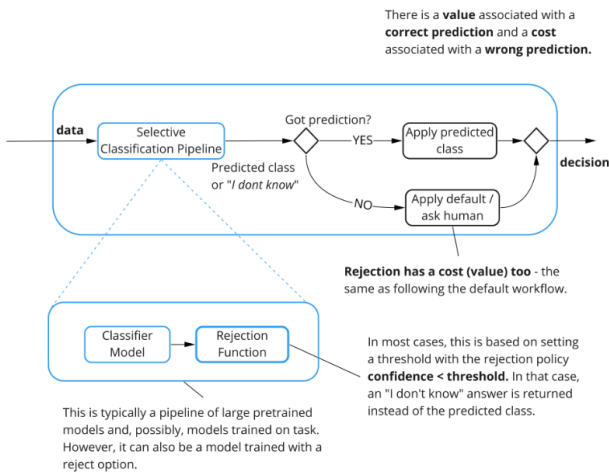 There is a value associated with a
correct prediction and a cost
associated with a wrong prediction.
data
Selective
Classification Pipeline
Got prediction?
YES
Apply predicted
class
decision
Predicted class
or "I dont know"
NO
Apply default /
ask human
Rejection has a cost (value) too - the
same as following the default workflow.
Classifier
Model
Rejection
Function
In most cases, this is based on setting
a threshold with the rejection policy
confidence < threshold. In that case,
an "I don't know" answer is returned
instead of the predicted class.
This is typically a pipeline of large pretrained
models and, possibly, models trained on task.
However, it can also be a model trained with a
reject option.